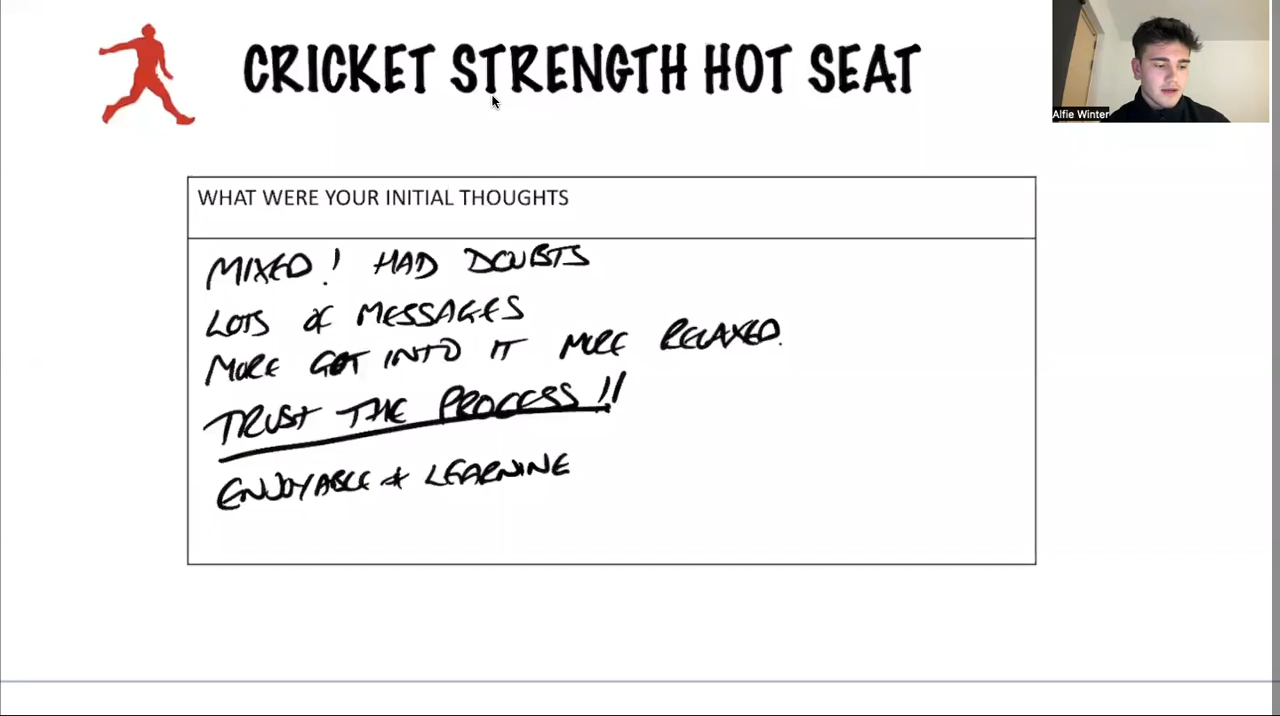 CRICKET STRENGTH HOT SEAT
Alfie Winter
WHAT WERE YOUR INITIAL THOUGHTS
MIXED! HAD DOUBTS
LOTS OF MESSAGES
MORE GOT INTO IT MORE RELAXED.
TRUST THE PROCESS!!
ENJOYABLE & LEARNING